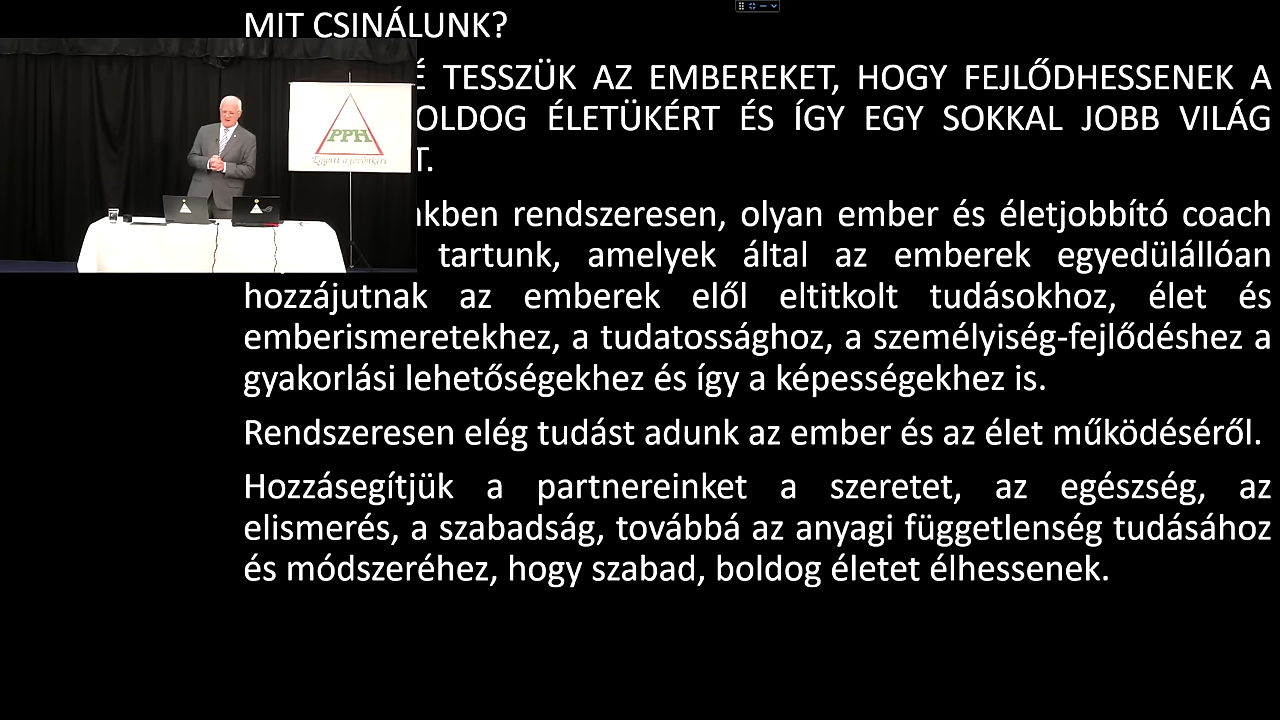 MIT CSINÁLUNK?
É TESSZÜK AZ EMBEREKET, HOGY FEJLŐDHESSENEK A
OLDOG ÉLETÜKÉRT ÉS ÍGY EGY SOKKAL JOBB VILÁG
T.
PPH
Együtt a jövőnkért
nkben rendszeresen, olyan ember és életjobbító coach
tartunk, amelyek által az emberek egyedülállóan
hozzájutnak az emberek elől eltitkolt tudásokhoz, élet és
emberismeretekhez, a tudatossághoz, a személyiség-fejlődéshez a
gyakorlási lehetőségekhez és így a képességekhez is.
Rendszeresen elég tudást adunk az ember és az élet működéséről.
Hozzásegítjük a partnereinket a szeretet, az egészség, az
elismerés, a szabadság, továbbá az anyagi függetlenség tudásához
és módszeréhez, hogy szabad, boldog életet élhessenek.